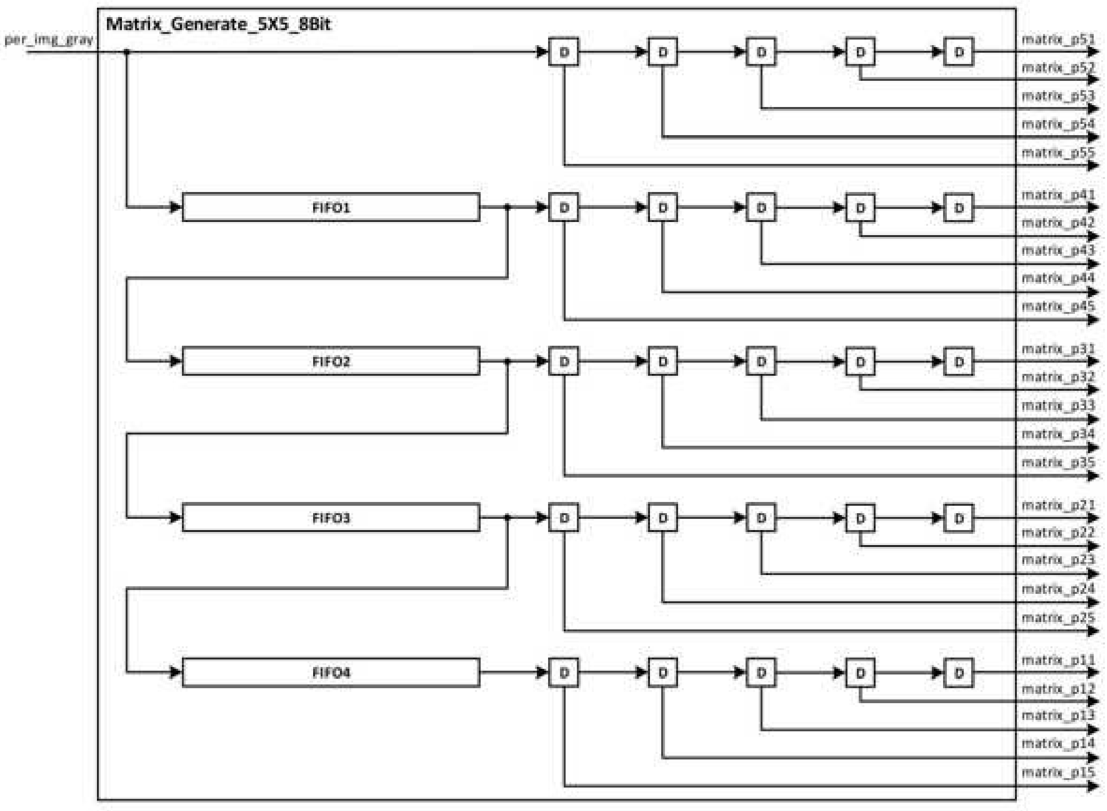 Matrix_Generate_5X5_8Bit
per_img_gray
D D D D D
matrix_p51
matrix_p52
matrix_p53
matrix_p54
matrix_p55
FIFO1
D D D D D
matrix_p41
matrix_p42
matrix_p43
matrix_p44
matrix_p45
FIFO2
D D D D D
matrix_p31
matrix_p32
matrix_p33
matrix_p34
matrix_p35
FIFO3
D D D D D
matrix_p21
matrix_p22
matrix_p23
matrix_p24
matrix_p25
FIFO4
D D D D D
matrix_p11
matrix_p12
matrix_p13
matrix_p14
matrix_p15